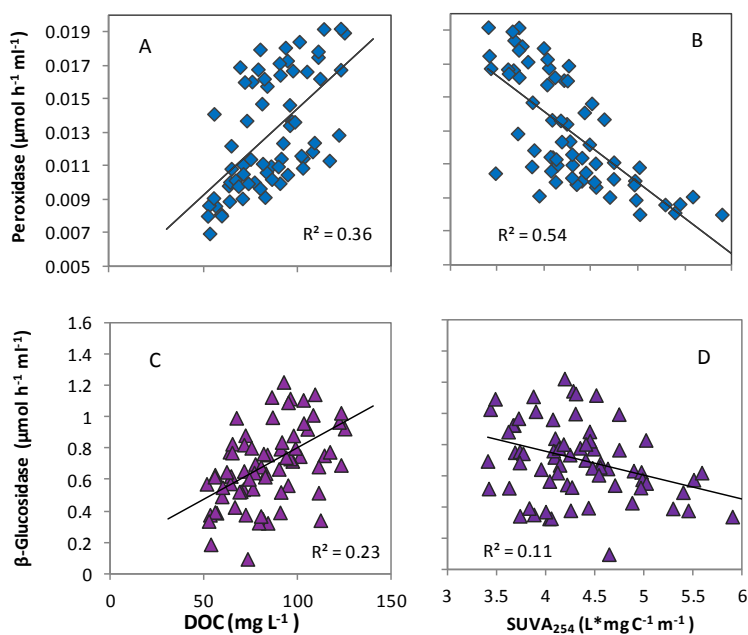 0.019
0.017
0.015
0.013
0.011
0.009
0.007
0.005
Peroxidase (µmol h⁻¹ ml⁻¹)
A
R² = 0.36
B
R² = 0.54
1.6
1.4
1.2
1
0.8
0.6
0.4
0.2
0
β-Glucosidase (µmol h⁻¹ ml⁻¹)
C
R² = 0.23
D
R² = 0.11
0 50 100 150
DOC (mg L⁻¹)
3 3.5 4 4.5 5 5.5 6
SUVA₂₅₄ (L*mg C⁻¹ m⁻¹)